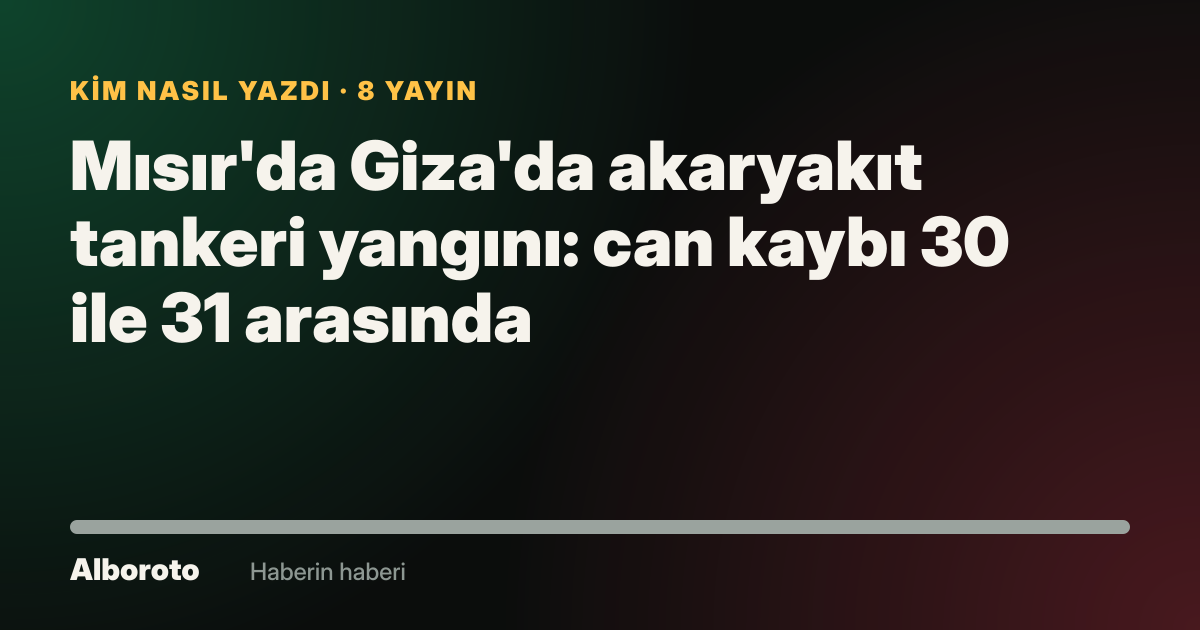 KİM NASIL YAZDI · 8 YAYIN
Mısır'da Giza'da akaryakıt
tankeri yangını: can kaybı 30
ile 31 arasında
Alboroto
Haberin haberi